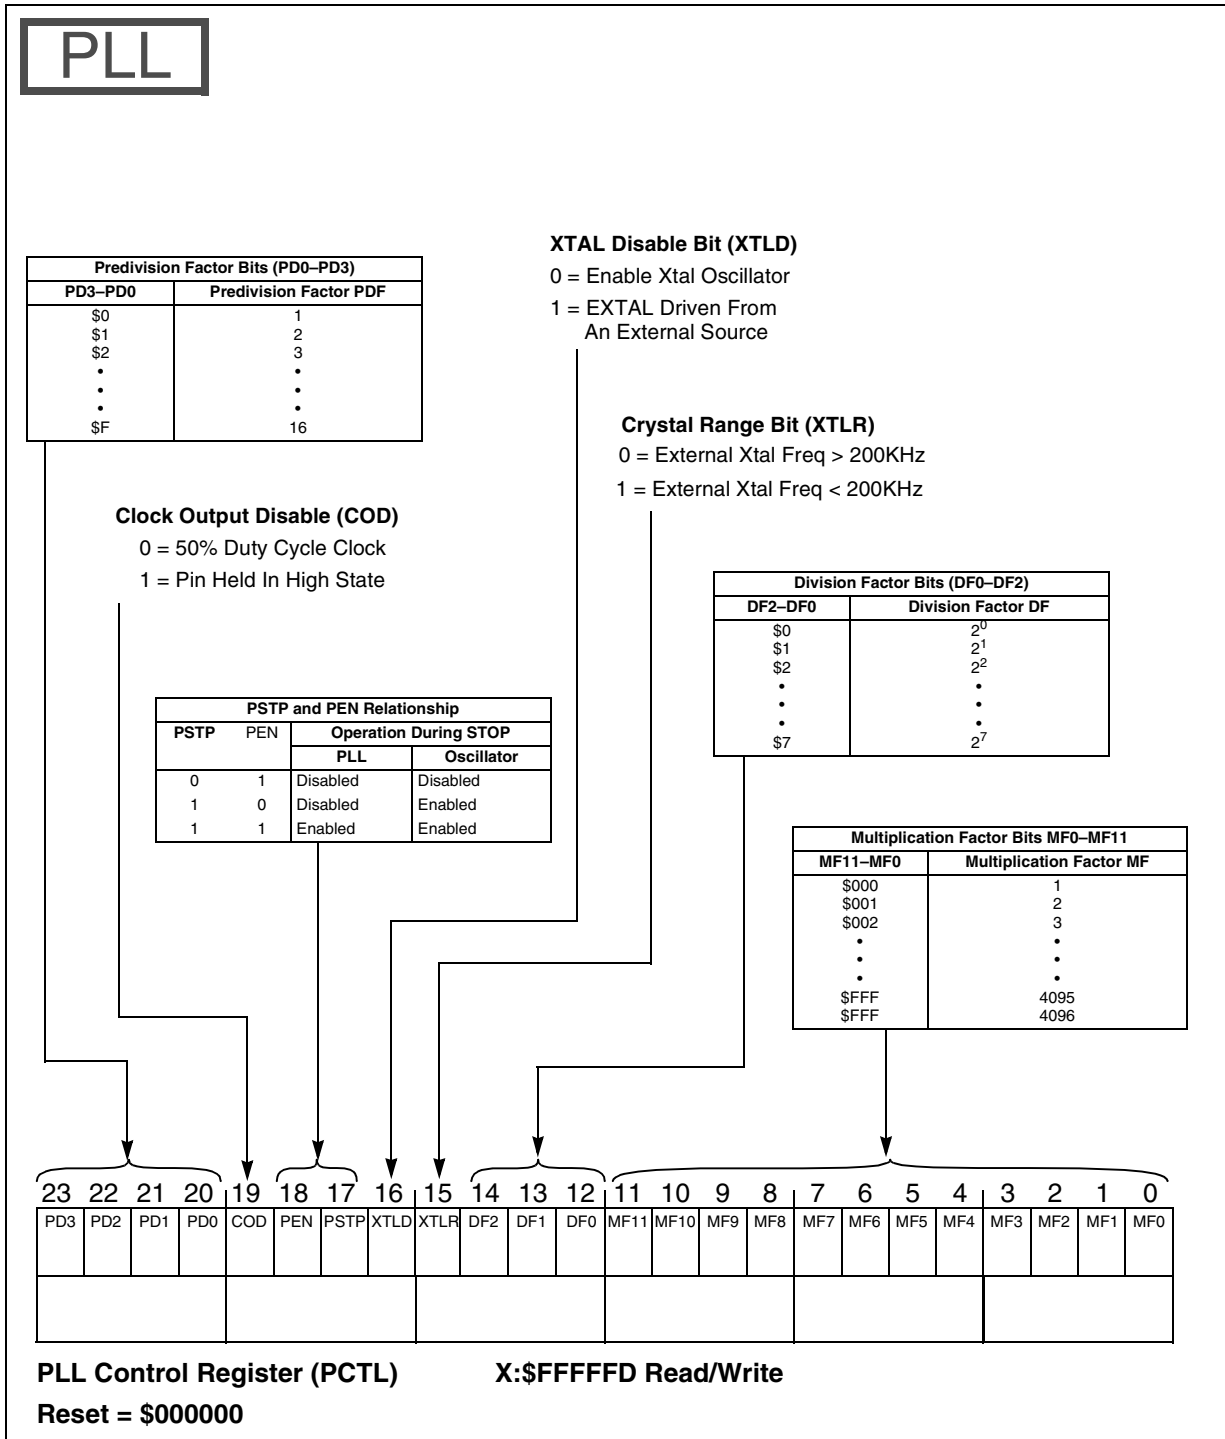 PLL
XTAL Disable Bit (XTLD)
0 = Enable Xtal Oscillator
1 = EXTAL Driven From
An External Source
Predivision Factor Bits (PD0–PD3)
PD3–PD0 Predivision Factor PDF
$0 1
$1 2
$2 3
• •
• •
• •
$F 16
Crystal Range Bit (XTLR)
0 = External Xtal Freq > 200KHz
1 = External Xtal Freq < 200KHz
Clock Output Disable (COD)
0 = 50% Duty Cycle Clock
1 = Pin Held In High State
Division Factor Bits (DF0–DF2)
DF2–DF0 Division Factor DF
$0 2^0
$1 2^1
$2 2^2
• •
• •
• •
$7 2^7
PSTP and PEN Relationship
PSTP PEN Operation During STOP
PLL Oscillator
0 1 Disabled Disabled
1 0 Disabled Enabled
1 1 Enabled Enabled
Multiplication Factor Bits MF0–MF11
MF11–MF0 Multiplication Factor MF
$000 1
$001 2
$002 3
• •
• •
• •
$FFF 4095
$FFF 4096
23 22 21 20 19 18 17 16 15 14 13 12 11 10 9 8 7 6 5 4 3 2 1 0
PD3 PD2 PD1 PD0 COD PEN PSTP XTLD XTLR DF2 DF1 DF0 MF11 MF10 MF9 MF8 MF7 MF6 MF5 MF4 MF3 MF2 MF1 MF0
PLL Control Register (PCTL) X:$FFFFFD Read/Write
Reset = $000000